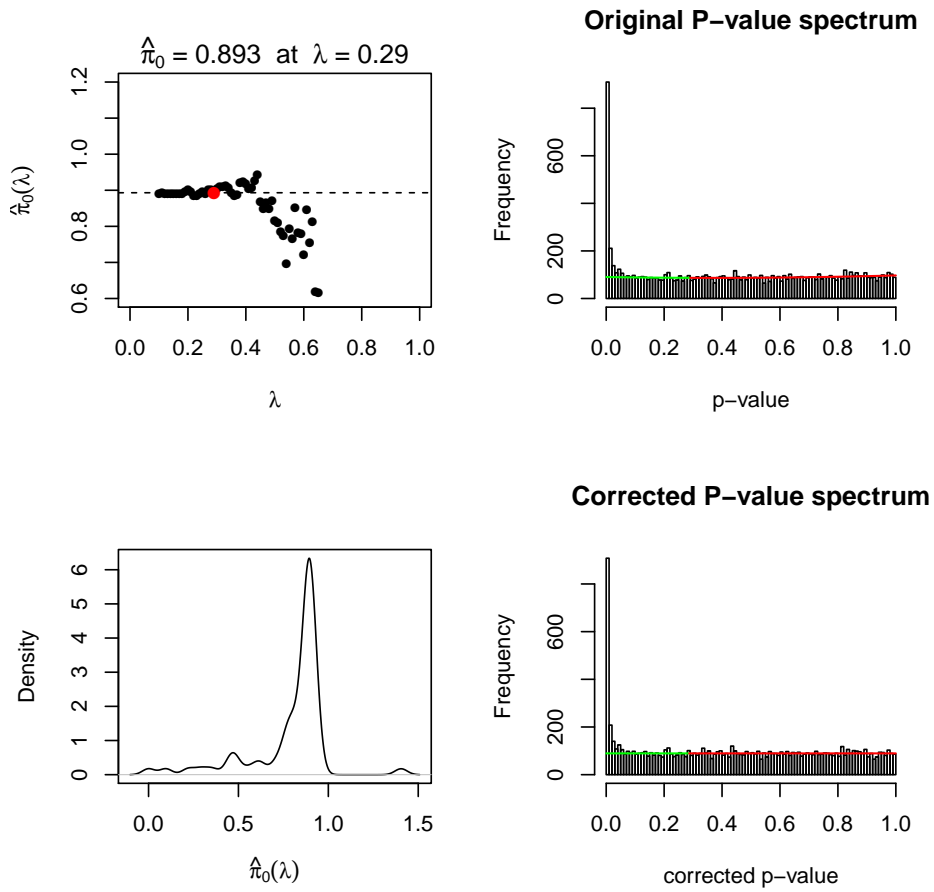 π̂₀ = 0.893 at λ = 0.29
π̂₀(λ)
1.2
1.0
0.8
0.6
0.0 0.2 0.4 0.6 0.8 1.0
λ
Original P−value spectrum
Frequency
600
200
0
0.0 0.2 0.4 0.6 0.8 1.0
p−value
Density
6
5
4
3
2
1
0
0.0 0.5 1.0 1.5
π̂₀(λ)
Corrected P−value spectrum
Frequency
600
200
0
0.0 0.2 0.4 0.6 0.8 1.0
corrected p−value